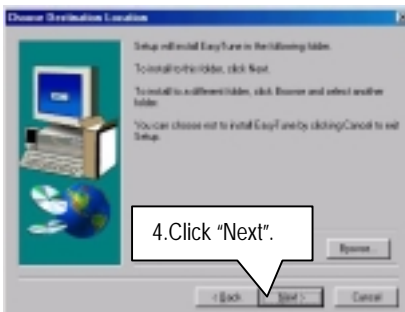 Choose Destination Location
Setup will install EasyTune in the following folder.
To install to this folder, click Next.
To install to a different folder, click Browse and select another
folder.
You can choose not to install EasyTune by clicking Cancel to exit
Setup.
4.Click “Next”.
Browse...
< Back
Next >
Cancel